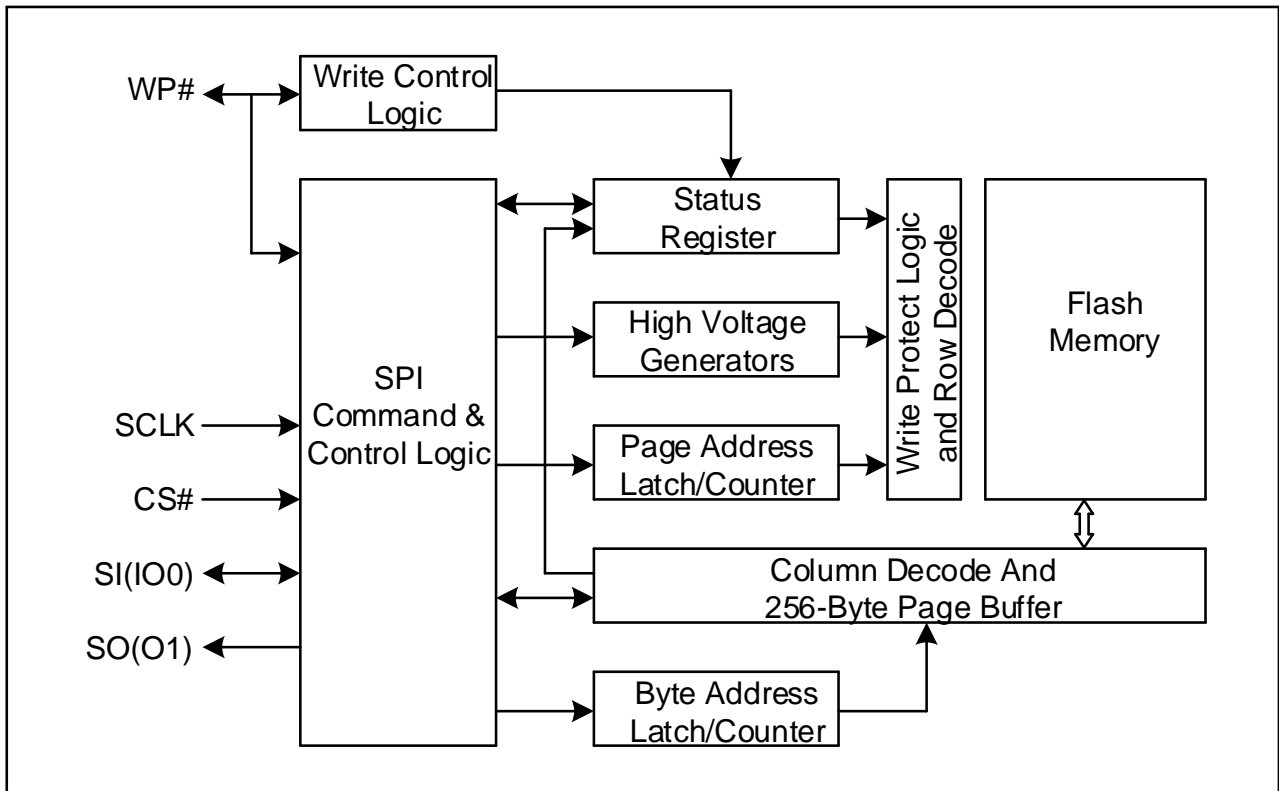 WP#
Write Control
Logic
SCLK
CS#
SI(IO0)
SO(O1)
SPI
Command &
Control Logic
Status
Register
High Voltage
Generators
Page Address
Latch/Counter
Write Protect Logic
and Row Decode
Flash
Memory
Column Decode And
256-Byte Page Buffer
Byte Address
Latch/Counter